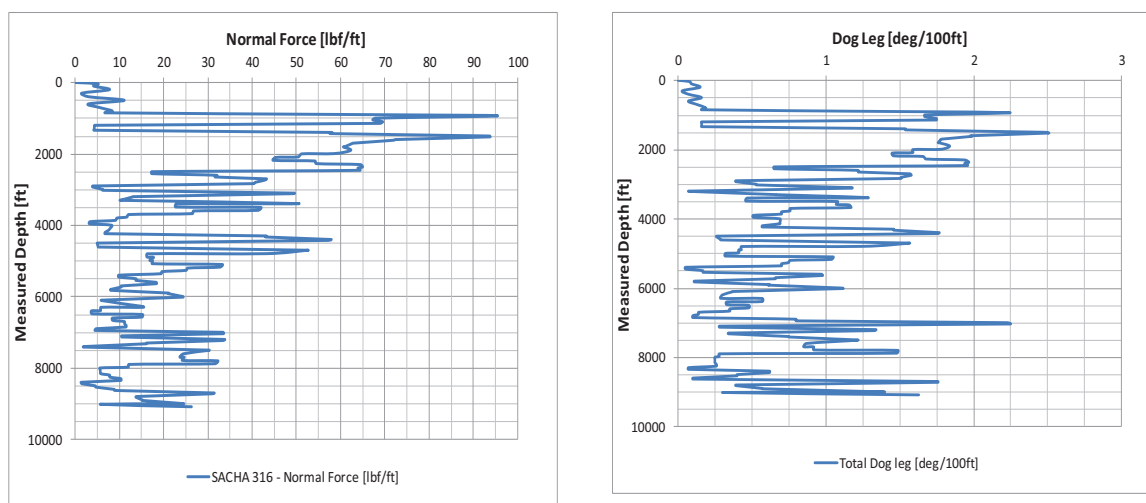 Normal Force [lbf/ft]
0 10 20 30 40 50 60 70 80 90 100
0
2000
4000
6000
8000
10000
Measured Depth [ft]
SACHA 316 - Normal Force [lbf/ft]
Dog Leg [deg/100ft]
0 1 2 3
0
2000
4000
6000
8000
10000
Measured Depth [ft]
Total Dog leg [deg/100ft]